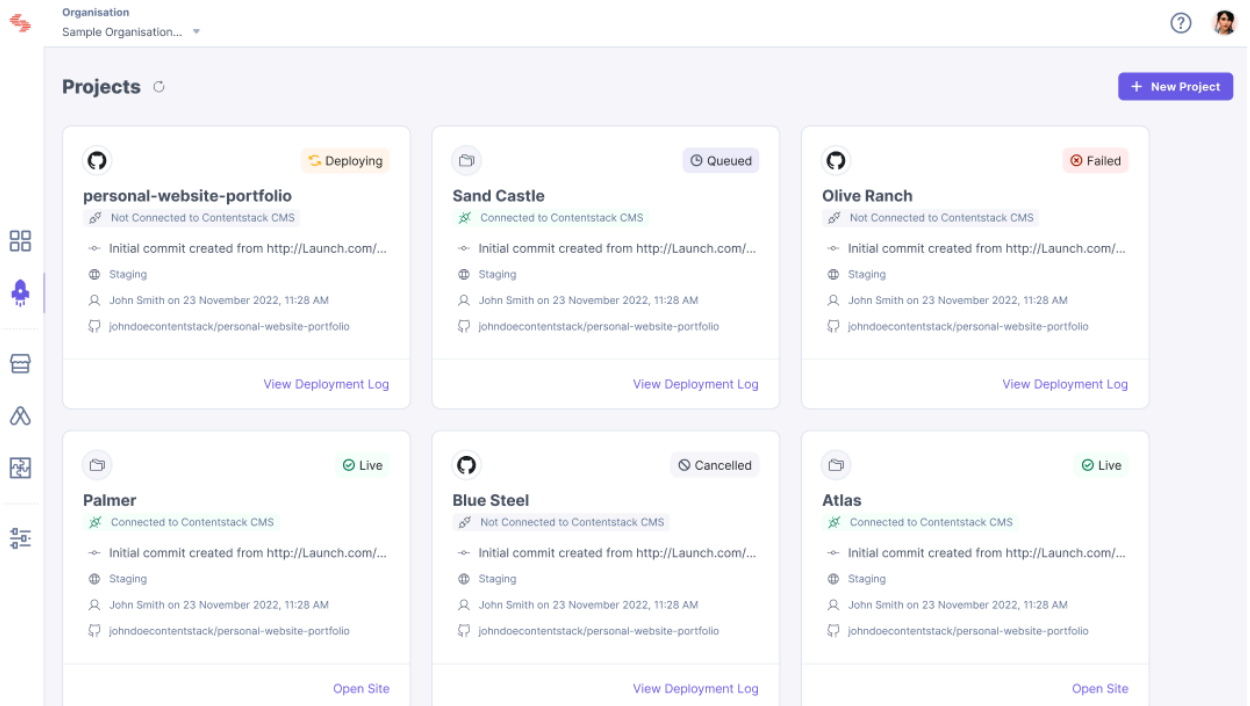 Organisation
Sample Organisation...
Projects
+ New Project
Deploying
personal-website-portfolio
Not Connected to Contentstack CMS
Initial commit created from http://Launch.com/...
Staging
John Smith on 23 November 2022, 11:28 AM
johndoecontentstack/personal-website-portfolio
View Deployment Log
Queued
Sand Castle
Connected to Contentstack CMS
Initial commit created from http://Launch.com/...
Staging
John Smith on 23 November 2022, 11:28 AM
johndoecontentstack/personal-website-portfolio
View Deployment Log
Failed
Olive Ranch
Not Connected to Contentstack CMS
Initial commit created from http://Launch.com/...
Staging
John Smith on 23 November 2022, 11:28 AM
johndoecontentstack/personal-website-portfolio
View Deployment Log
Live
Palmer
Connected to Contentstack CMS
Initial commit created from http://Launch.com/...
Staging
John Smith on 23 November 2022, 11:28 AM
johndoecontentstack/personal-website-portfolio
Open Site
Cancelled
Blue Steel
Not Connected to Contentstack CMS
Initial commit created from http://Launch.com/...
Staging
John Smith on 23 November 2022, 11:28 AM
johndoecontentstack/personal-website-portfolio
View Deployment Log
Live
Atlas
Connected to Contentstack CMS
Initial commit created from http://Launch.com/...
Staging
John Smith on 23 November 2022, 11:28 AM
johndoecontentstack/personal-website-portfolio
Open Site